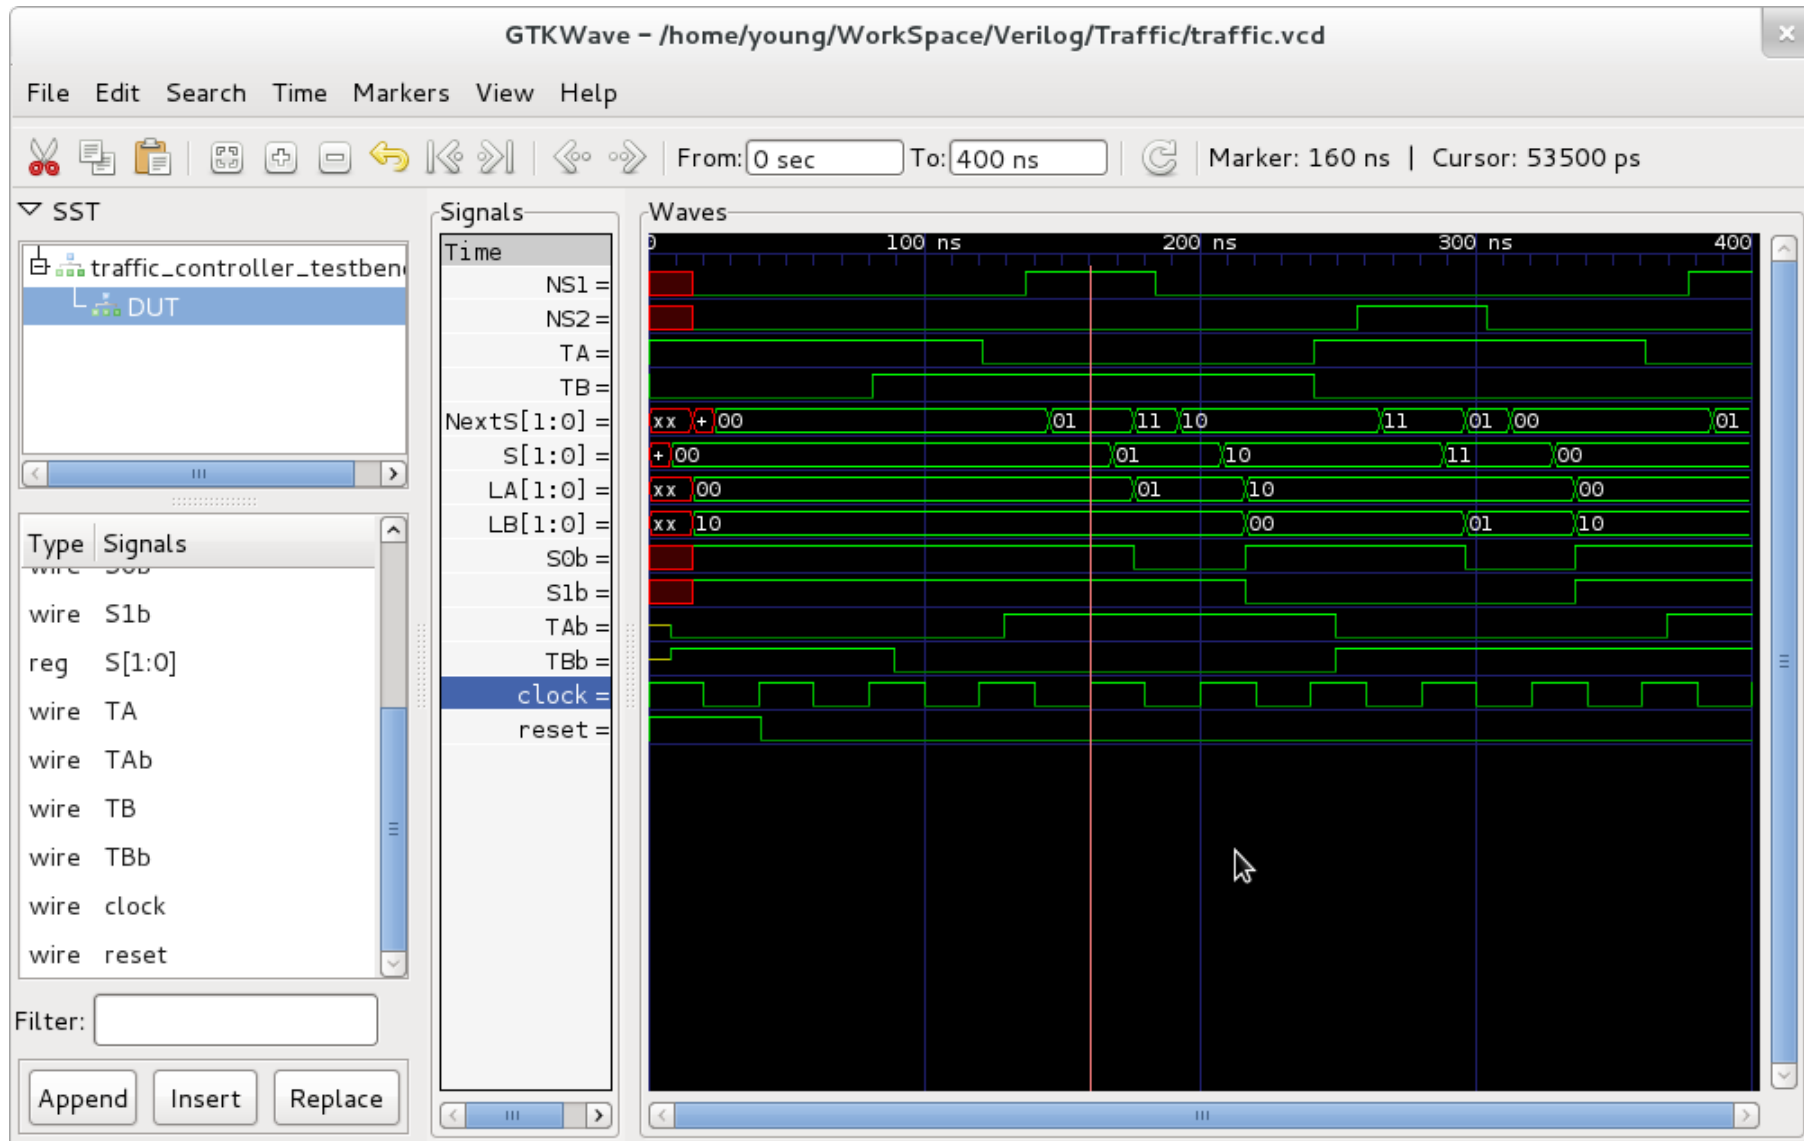 GTKWave – /home/young/WorkSpace/Verilog/Traffic/traffic.vcd
File Edit Search Time Markers View Help
From: 0 sec To: 400 ns Marker: 160 ns | Cursor: 53500 ps
SST
traffic_controller_testben
DUT
Type Signals
wire S0b
wire S1b
reg S[1:0]
wire TA
wire TAb
wire TB
wire TBb
wire clock
wire reset
Filter:
Append Insert Replace
Signals
Time
NS1 =
NS2 =
TA =
TB =
NextS[1:0] =
S[1:0] =
LA[1:0] =
LB[1:0] =
S0b =
S1b =
TAb =
TBb =
clock =
reset =
Waves
0 100 ns 200 ns 300 ns 400
xx + 00 01 11 10 11 01 00 01
+ 00 01 10 11 00
xx 00 01 10 00
xx 10 00 01 10